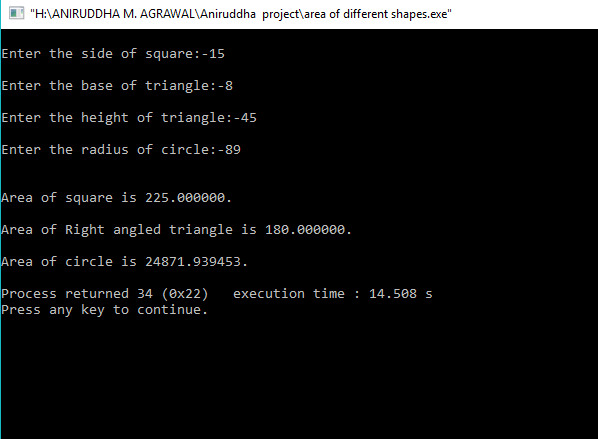 "H:\ANIRUDDHA M. AGRAWAL\Aniruddha  project\area of different shapes.exe"
Enter the side of square:-15
Enter the base of triangle:-8
Enter the height of triangle:-45
Enter the radius of circle:-89
Area of square is 225.000000.
Area of Right angled triangle is 180.000000.
Area of circle is 24871.939453.
Process returned 34 (0x22)   execution time : 14.508 s
Press any key to continue.